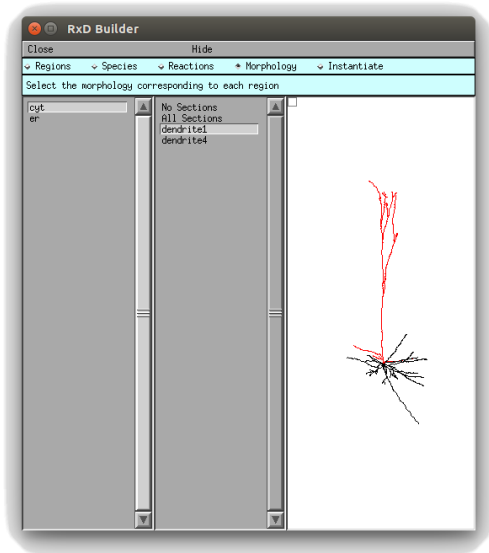 RxD Builder
Close Hide
Regions Species Reactions Morphology Instantiate
Select the morphology corresponding to each region
cyt
er
No Sections
All Sections
dendrite1
dendrite4